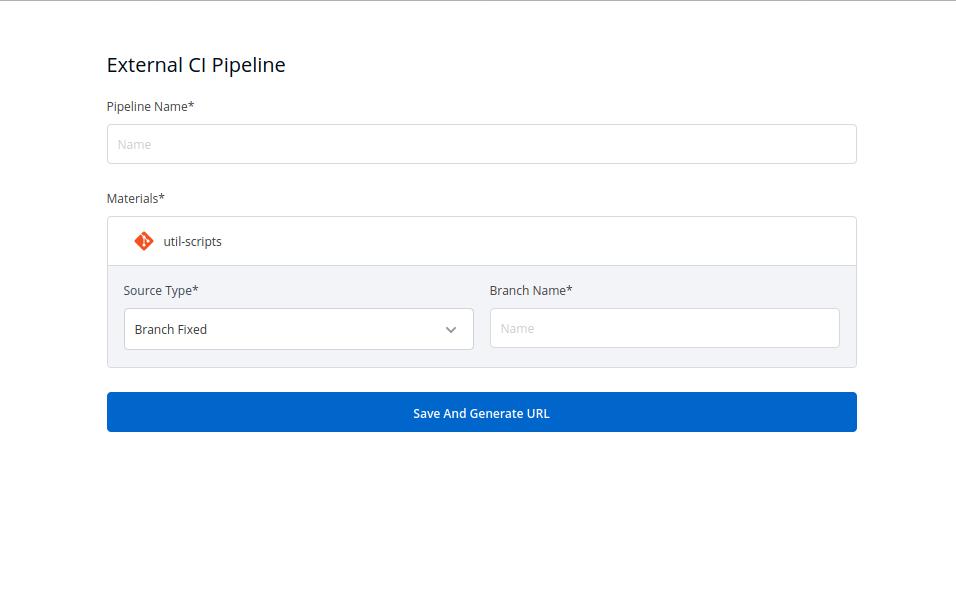 External CI Pipeline
Pipeline Name*
Name
Materials*
util-scripts
Source Type*
Branch Name*
Branch Fixed
Name
Save And Generate URL